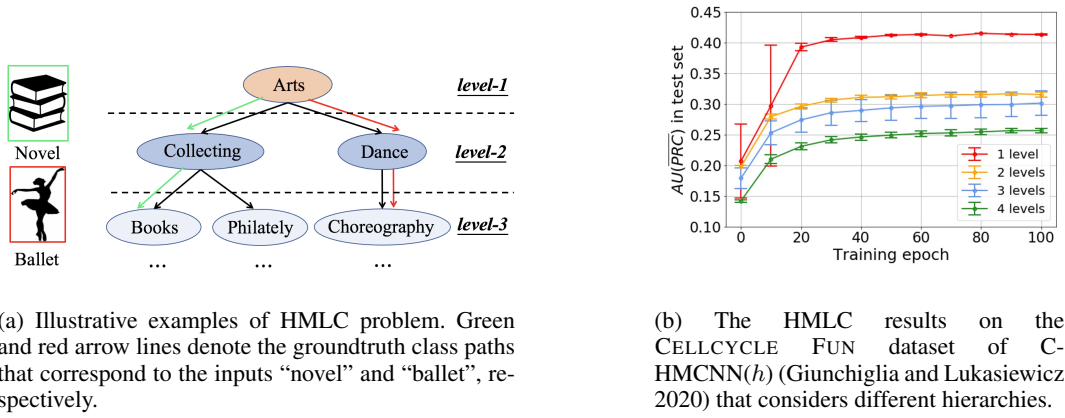 Novel
Ballet
Arts
level-1
Collecting
Dance
level-2
Books
Philately
Choreography
level-3
...
...
...
(a) Illustrative examples of HMLC problem. Green
and red arrow lines denote the groundtruth class paths
that correspond to the inputs “novel” and “ballet”, re-
spectively.
AU(PRC) in test set
0.45
0.40
0.35
0.30
0.25
0.20
0.15
0.10
0
20
40
60
80
100
Training epoch
1 level
2 levels
3 levels
4 levels
(b) The HMLC results on the
CELLCYCLE FUN dataset of C-
HMCNN(h) (Giunchiglia and Lukasiewicz
2020) that considers different hierarchies.